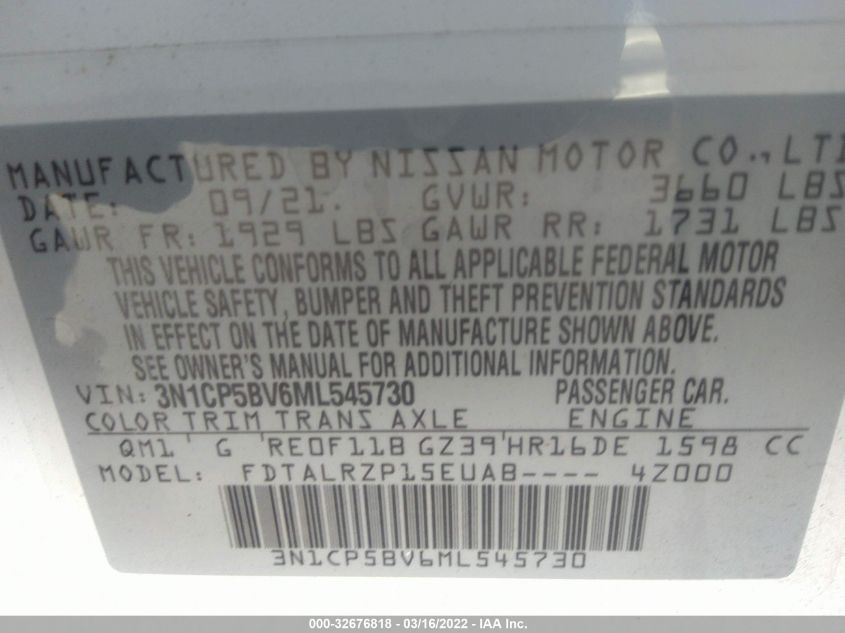 MANUFACTURED BY NISSAN MOTOR CO., LTD
DATE: 09/21. GVWR: 3660 LBS
GAWR FR: 1929 LBS GAWR RR: 1731 LBS
THIS VEHICLE CONFORMS TO ALL APPLICABLE FEDERAL MOTOR
VEHICLE SAFETY, BUMPER AND THEFT PREVENTION STANDARDS
IN EFFECT ON THE DATE OF MANUFACTURE SHOWN ABOVE.
SEE OWNER'S MANUAL FOR ADDITIONAL INFORMATION.
VIN: 3N1CP5BV6ML545730 PASSENGER CAR.
COLOR TRIM TRANS AXLE ENGINE
QM1 G RE0F11B GZ39 HR16DE 1598 CC
MODEL: FDTALRZP15EUAB---- 4Z000
3N1CP5BV6ML545730
000-32676818 - 03/16/2022 - IAA Inc.